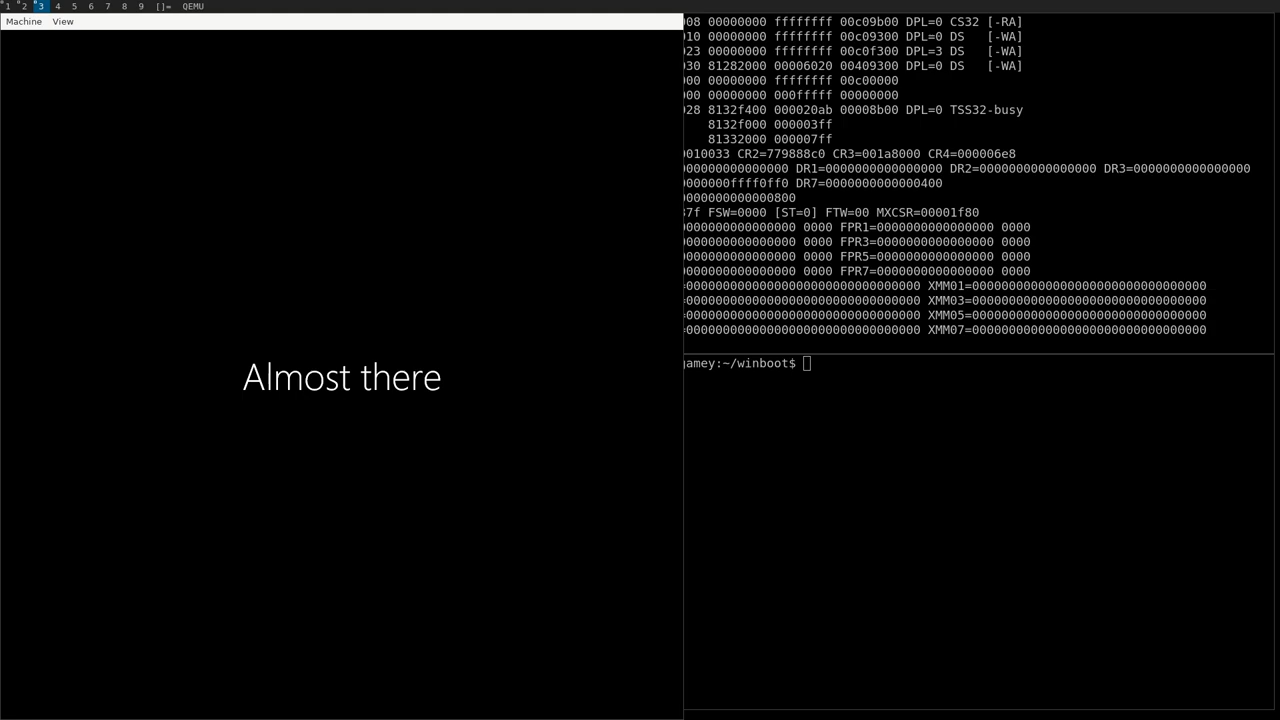 1 2 3 4 5 6 7 8 9 []= QEMU
Machine View
08 00000000 ffffffff 00c09b00 DPL=0 CS32 [-RA]
10 00000000 ffffffff 00c09300 DPL=0 DS [-WA]
23 00000000 ffffffff 00c0f300 DPL=3 DS [-WA]
30 81282000 00006020 00409300 DPL=0 DS [-WA]
00 00000000 ffffffff 00c00000
00 00000000 000fffff 00000000
28 8132f400 000020ab 00008b00 DPL=0 TSS32-busy
8132f000 000003ff
81332000 000007ff
0010033 CR2=779888c0 CR3=001a8000 CR4=000006e8
00000000000000 DR1=0000000000000000 DR2=0000000000000000 DR3=0000000000000000
000000ffff0ff0 DR7=0000000000000400
000000000000800
37f FSW=0000 [ST=0] FTW=00 MXCSR=00001f80
000000000000000 0000 FPR1=0000000000000000 0000
000000000000000 0000 FPR3=0000000000000000 0000
000000000000000 0000 FPR5=0000000000000000 0000
000000000000000 0000 FPR7=0000000000000000 0000
=00000000000000000000000000000000 XMM01=00000000000000000000000000000000
=00000000000000000000000000000000 XMM03=00000000000000000000000000000000
=00000000000000000000000000000000 XMM05=00000000000000000000000000000000
=00000000000000000000000000000000 XMM07=00000000000000000000000000000000
gamey:~/winboot$
Almost there